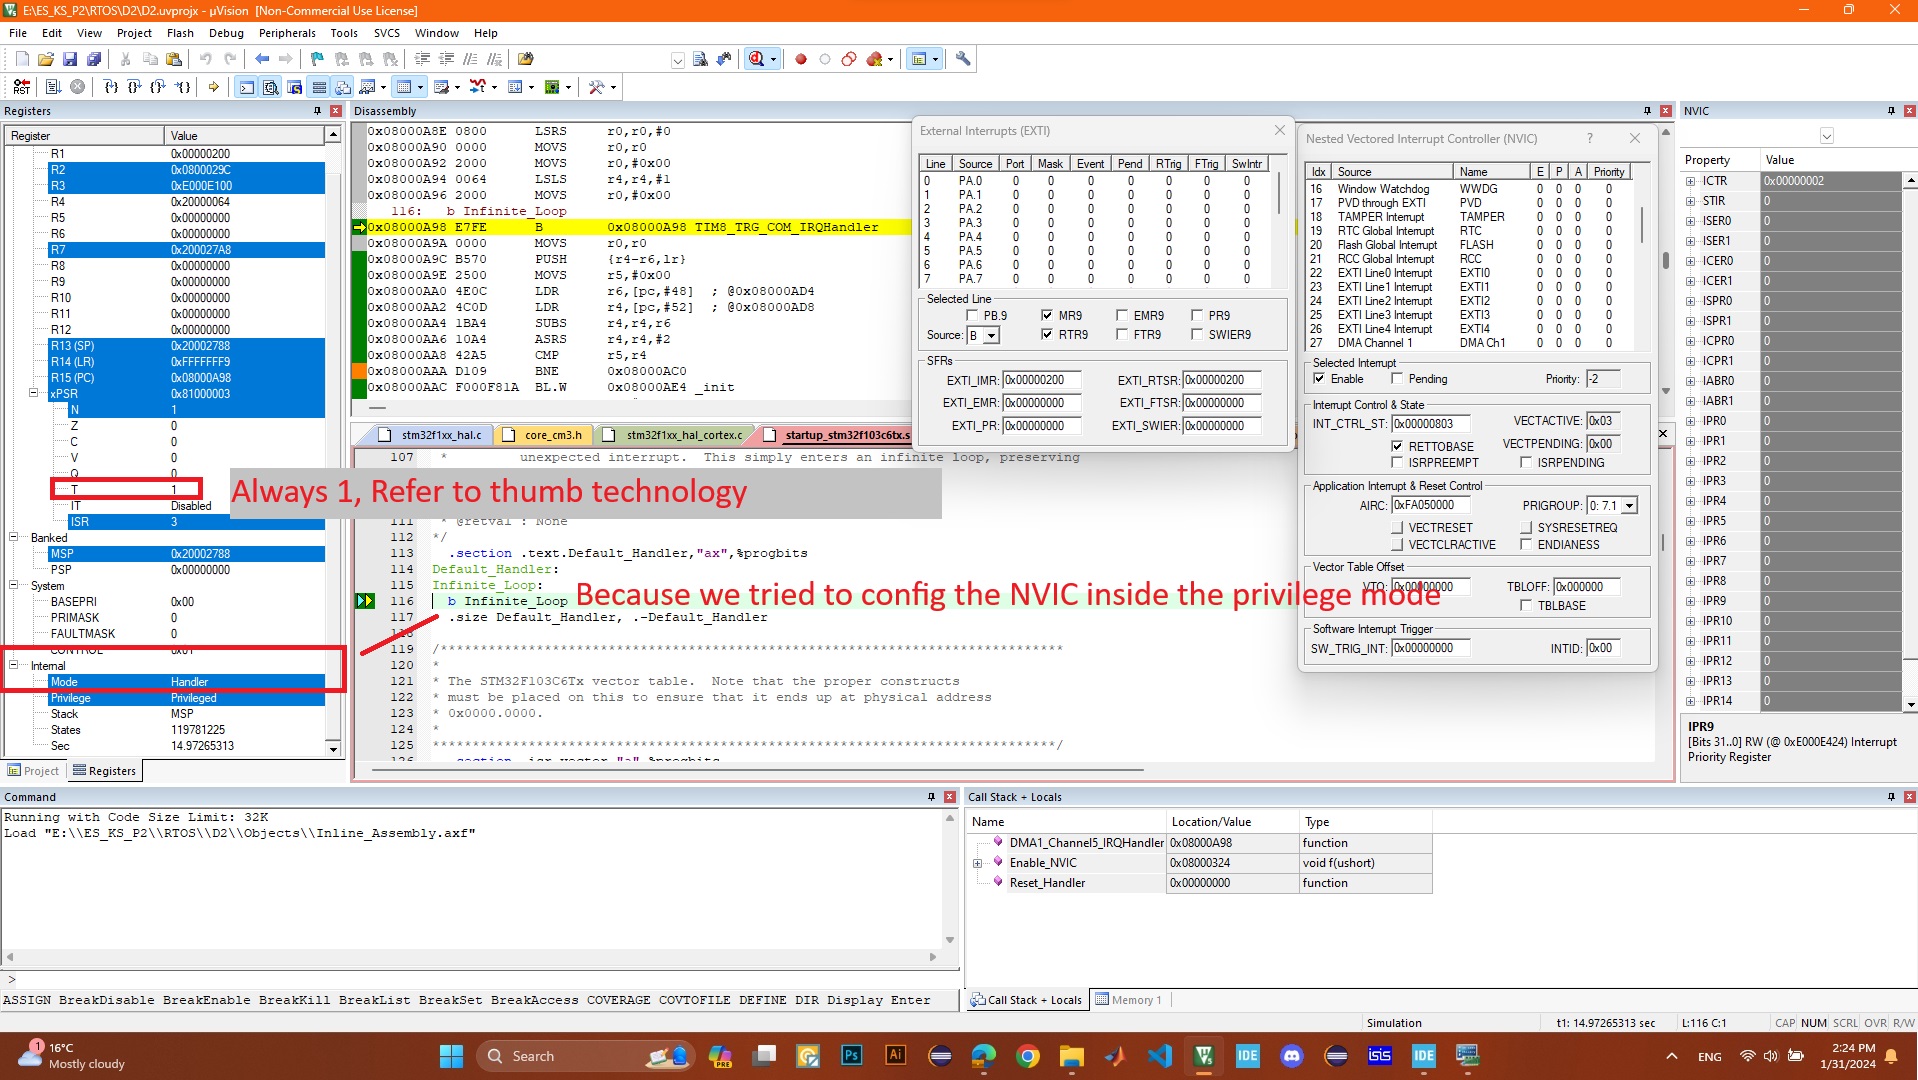 E:\ES_KS_P2\RTOS\D2\D2.uvprojx - µVision  [Non-Commercial Use License]
File Edit View Project Flash Debug Peripherals Tools SVCS Window Help
Registers
Register Value
R1 0x00000200
R2 0x0800029C
R3 0xE000E100
R4 0x20000064
R5 0x00000000
R6 0x00000000
R7 0x200027A8
R8 0x00000000
R9 0x00000000
R10 0x00000000
R11 0x00000000
R12 0x00000000
R13 (SP) 0x20002788
R14 (LR) 0xFFFFFFF9
R15 (PC) 0x08000A98
xPSR 0x81000003
N 1
Z 0
C 0
V 0
Q 0
T 1
IT Disabled
ISR 3
Banked
MSP 0x20002788
PSP 0x00000000
System
BASEPRI 0x00
PRIMASK 0
FAULTMASK 0
CONTROL 0x01
Internal
Mode Handler
Privilege Privileged
Stack MSP
States 119781225
Sec 14.97265313
Project Registers
Disassembly
0x08000A8E 0800 LSRS r0,r0,#0
0x08000A90 0000 MOVS r0,r0
0x08000A92 2000 MOVS r0,#0x00
0x08000A94 0064 LSLS r4,r4,#1
0x08000A96 2000 MOVS r0,#0x00
116: b Infinite_Loop
0x08000A98 E7FE B 0x08000A98 TIM8_TRG_COM_IRQHandler
0x08000A9A 0000 MOVS r0,r0
0x08000A9C B570 PUSH {r4-r6,lr}
0x08000A9E 2500 MOVS r5,#0x00
0x08000AA0 4E0C LDR r6,[pc,#48] ; @0x08000AD4
0x08000AA2 4C0D LDR r4,[pc,#52] ; @0x08000AD8
0x08000AA4 1BA4 SUBS r4,r4,r6
0x08000AA6 10A4 ASRS r4,r4,#2
0x08000AA8 42A5 CMP r5,r4
0x08000AAA D109 BNE 0x08000AC0
0x08000AAC F000F81A BL.W 0x08000AE4 _init
stm32f1xx_hal.c core_cm3.h stm32f1xx_hal_cortex.c startup_stm32f103c6tx.s
107 * unexpected interrupt.  This simply enters an infinite loop, preserving
Always 1, Refer to thumb technology
111 * @retval : None
112 */
113 .section .text.Default_Handler,"ax",%progbits
114 Default_Handler:
115 Infinite_Loop:
116 b Infinite_Loop
Because we tried to config the NVIC inside the privilege mode
117 .size Default_Handler, .-Default_Handler
118
119 /******************************************************************************
120 *
121 * The STM32F103C6Tx vector table.  Note that the proper constructs
122 * must be placed on this to ensure that it ends up at physical address
123 * 0x0000.0000.
124 *
125 ******************************************************************************/
126 .section .isr_vector,"a",%progbits
External Interrupts (EXTI)
Line Source Port Mask Event Pend RTrig FTrig SwIntr
0 PA.0 0 0 0 0 0 0 0
1 PA.1 0 0 0 0 0 0 0
2 PA.2 0 0 0 0 0 0 0
3 PA.3 0 0 0 0 0 0 0
4 PA.4 0 0 0 0 0 0 0
5 PA.5 0 0 0 0 0 0 0
6 PA.6 0 0 0 0 0 0 0
7 PA.7 0 0 0 0 0 0 0
Selected Line
PB.9 MR9 EMR9 PR9
Source: B RTR9 FTR9 SWIER9
SFRs
EXTI_IMR: 0x00000200 EXTI_RTSR: 0x00000200
EXTI_EMR: 0x00000000 EXTI_FTSR: 0x00000000
EXTI_PR: 0x00000000 EXTI_SWIER: 0x00000000
Nested Vectored Interrupt Controller (NVIC) ?
Idx Source Name E P A Priority
16 Window Watchdog WWDG 0 0 0 0
17 PVD through EXTI PVD 0 0 0 0
18 TAMPER Interrupt TAMPER 0 0 0 0
19 RTC Global Interrupt RTC 0 0 0 0
20 Flash Global Interrupt FLASH 0 0 0 0
21 RCC Global Interrupt RCC 0 0 0 0
22 EXTI Line0 Interrupt EXTI0 0 0 0 0
23 EXTI Line1 Interrupt EXTI1 0 0 0 0
24 EXTI Line2 Interrupt EXTI2 0 0 0 0
25 EXTI Line3 Interrupt EXTI3 0 0 0 0
26 EXTI Line4 Interrupt EXTI4 0 0 0 0
27 DMA Channel 1 DMA Ch1 0 0 0 0
Selected Interrupt
Enable Pending Priority: -2
Interrupt Control & State
INT_CTRL_ST: 0x00000803 VECTACTIVE: 0x03
RETTOBASE VECTPENDING: 0x00
ISRPREEMPT ISRPENDING
Application Interrupt & Reset Control
AIRC: 0xFA050000 PRIGROUP: 0: 7.1
VECTRESET SYSRESETREQ
VECTCLRACTIVE ENDIANESS
Vector Table Offset
VTO: 0x00000000 TBLOFF: 0x000000
TBLBASE
Software Interrupt Trigger
SW_TRIG_INT: 0x00000000 INTID: 0x00
NVIC
Property Value
ICTR 0x00000002
STIR 0
ISER0 0
ISER1 0
ICER0 0
ICER1 0
ISPR0 0
ISPR1 0
ICPR0 0
ICPR1 0
IABR0 0
IABR1 0
IPR0 0
IPR1 0
IPR2 0
IPR3 0
IPR4 0
IPR5 0
IPR6 0
IPR7 0
IPR8 0
IPR9 0
IPR10 0
IPR11 0
IPR12 0
IPR13 0
IPR14 0
IPR9
[Bits 31..0] RW (@ 0xE000E424) Interrupt
Priority Register
Command
Running with Code Size Limit: 32K
Load "E:\\ES_KS_P2\\RTOS\\D2\\Objects\\Inline_Assembly.axf"
>
ASSIGN BreakDisable BreakEnable BreakKill BreakList BreakSet BreakAccess COVERAGE COVTOFILE DEFINE DIR Display Enter
Call Stack + Locals
Name Location/Value Type
DMA1_Channel5_IRQHandler 0x08000A98 function
Enable_NVIC 0x08000324 void f(ushort)
Reset_Handler 0x00000000 function
Call Stack + Locals Memory 1
Simulation t1: 14.97265313 sec L:116 C:1 CAP NUM SCRL OVR R/W
1 16°C
Mostly cloudy
Search
PRE Ps Ai IDE isis IDE
ENG
2:24 PM
1/31/2024